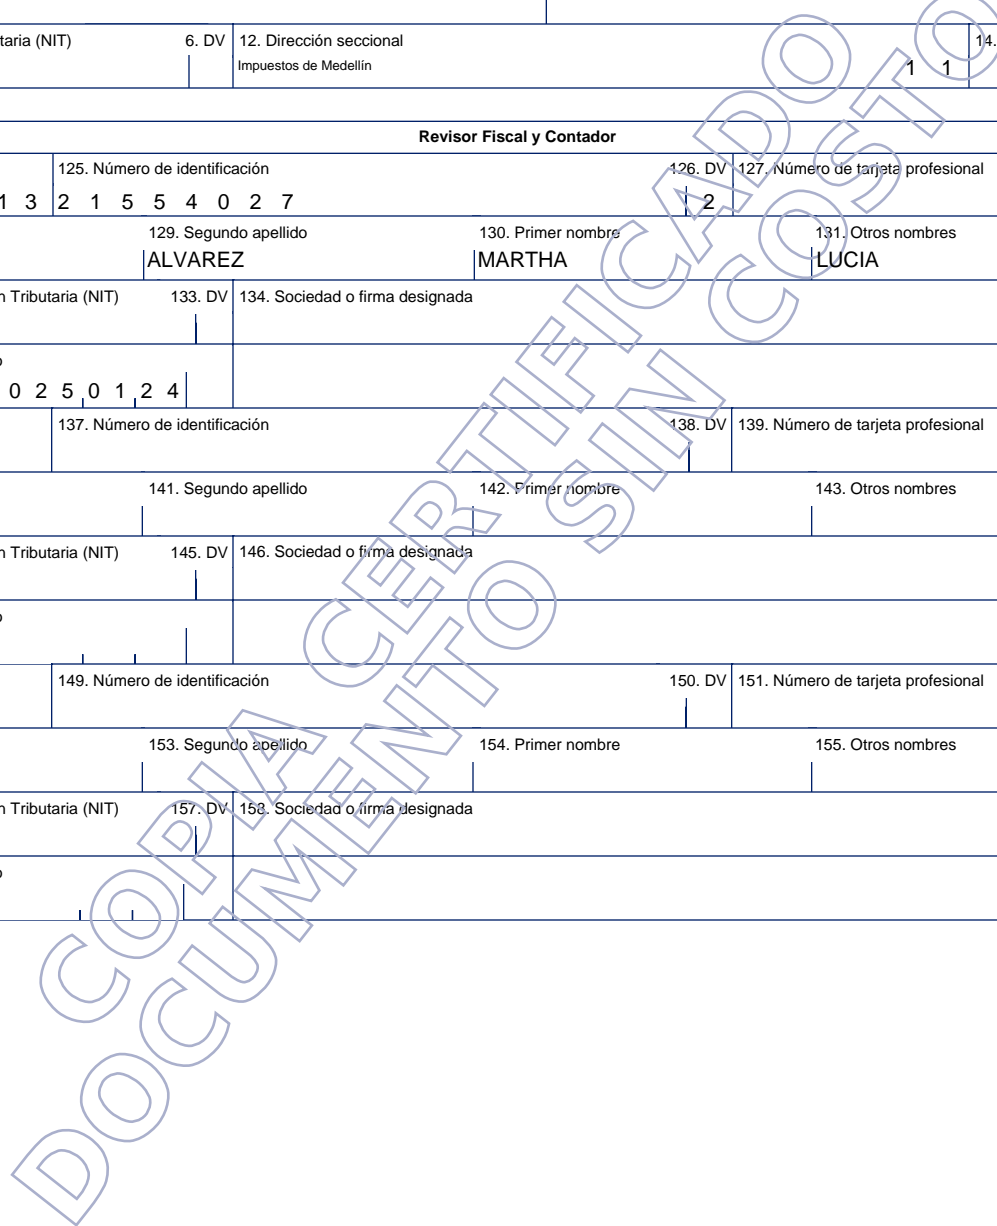 taria (NIT) 6. DV 12. Dirección seccional 14.
Impuestos de Medellín 1 1
Revisor Fiscal y Contador
125. Número de identificación 126. DV 127. Número de tarjeta profesional
1 3 2 1 5 5 4 0 2 7 2
129. Segundo apellido 130. Primer nombre 131. Otros nombres
ALVAREZ MARTHA LUCIA
n Tributaria (NIT) 133. DV 134. Sociedad o firma designada
o
0 2 5 0 1 2 4
137. Número de identificación 138. DV 139. Número de tarjeta profesional
141. Segundo apellido 142. Primer nombre 143. Otros nombres
n Tributaria (NIT) 145. DV 146. Sociedad o firma designada
o
149. Número de identificación 150. DV 151. Número de tarjeta profesional
153. Segundo apellido 154. Primer nombre 155. Otros nombres
n Tributaria (NIT) 157. DV 158. Sociedad o firma designada
o
COPIA CERTIFICADO
DOCUMENTO SIN COSTO